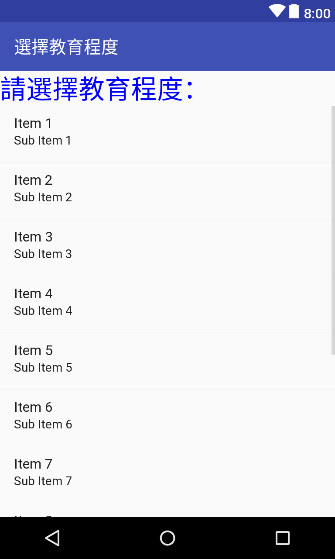 8:00
選擇教育程度
請選擇教育程度：
Item 1
Sub Item 1
Item 2
Sub Item 2
Item 3
Sub Item 3
Item 4
Sub Item 4
Item 5
Sub Item 5
Item 6
Sub Item 6
Item 7
Sub Item 7